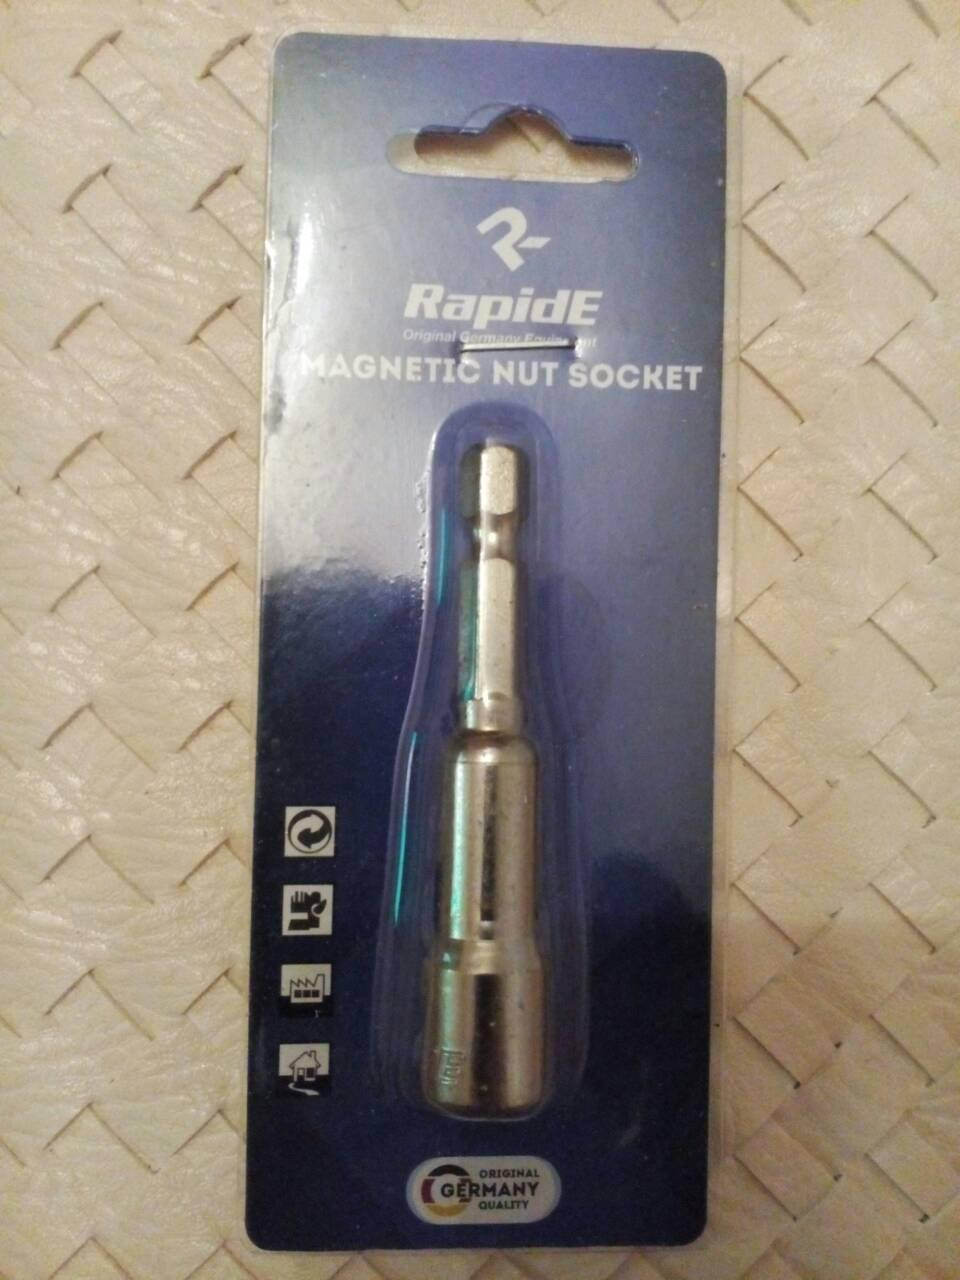 RapidE
Original Germany Equipment
MAGNETIC NUT SOCKET
ORIGINAL
GERMANY
QUALITY